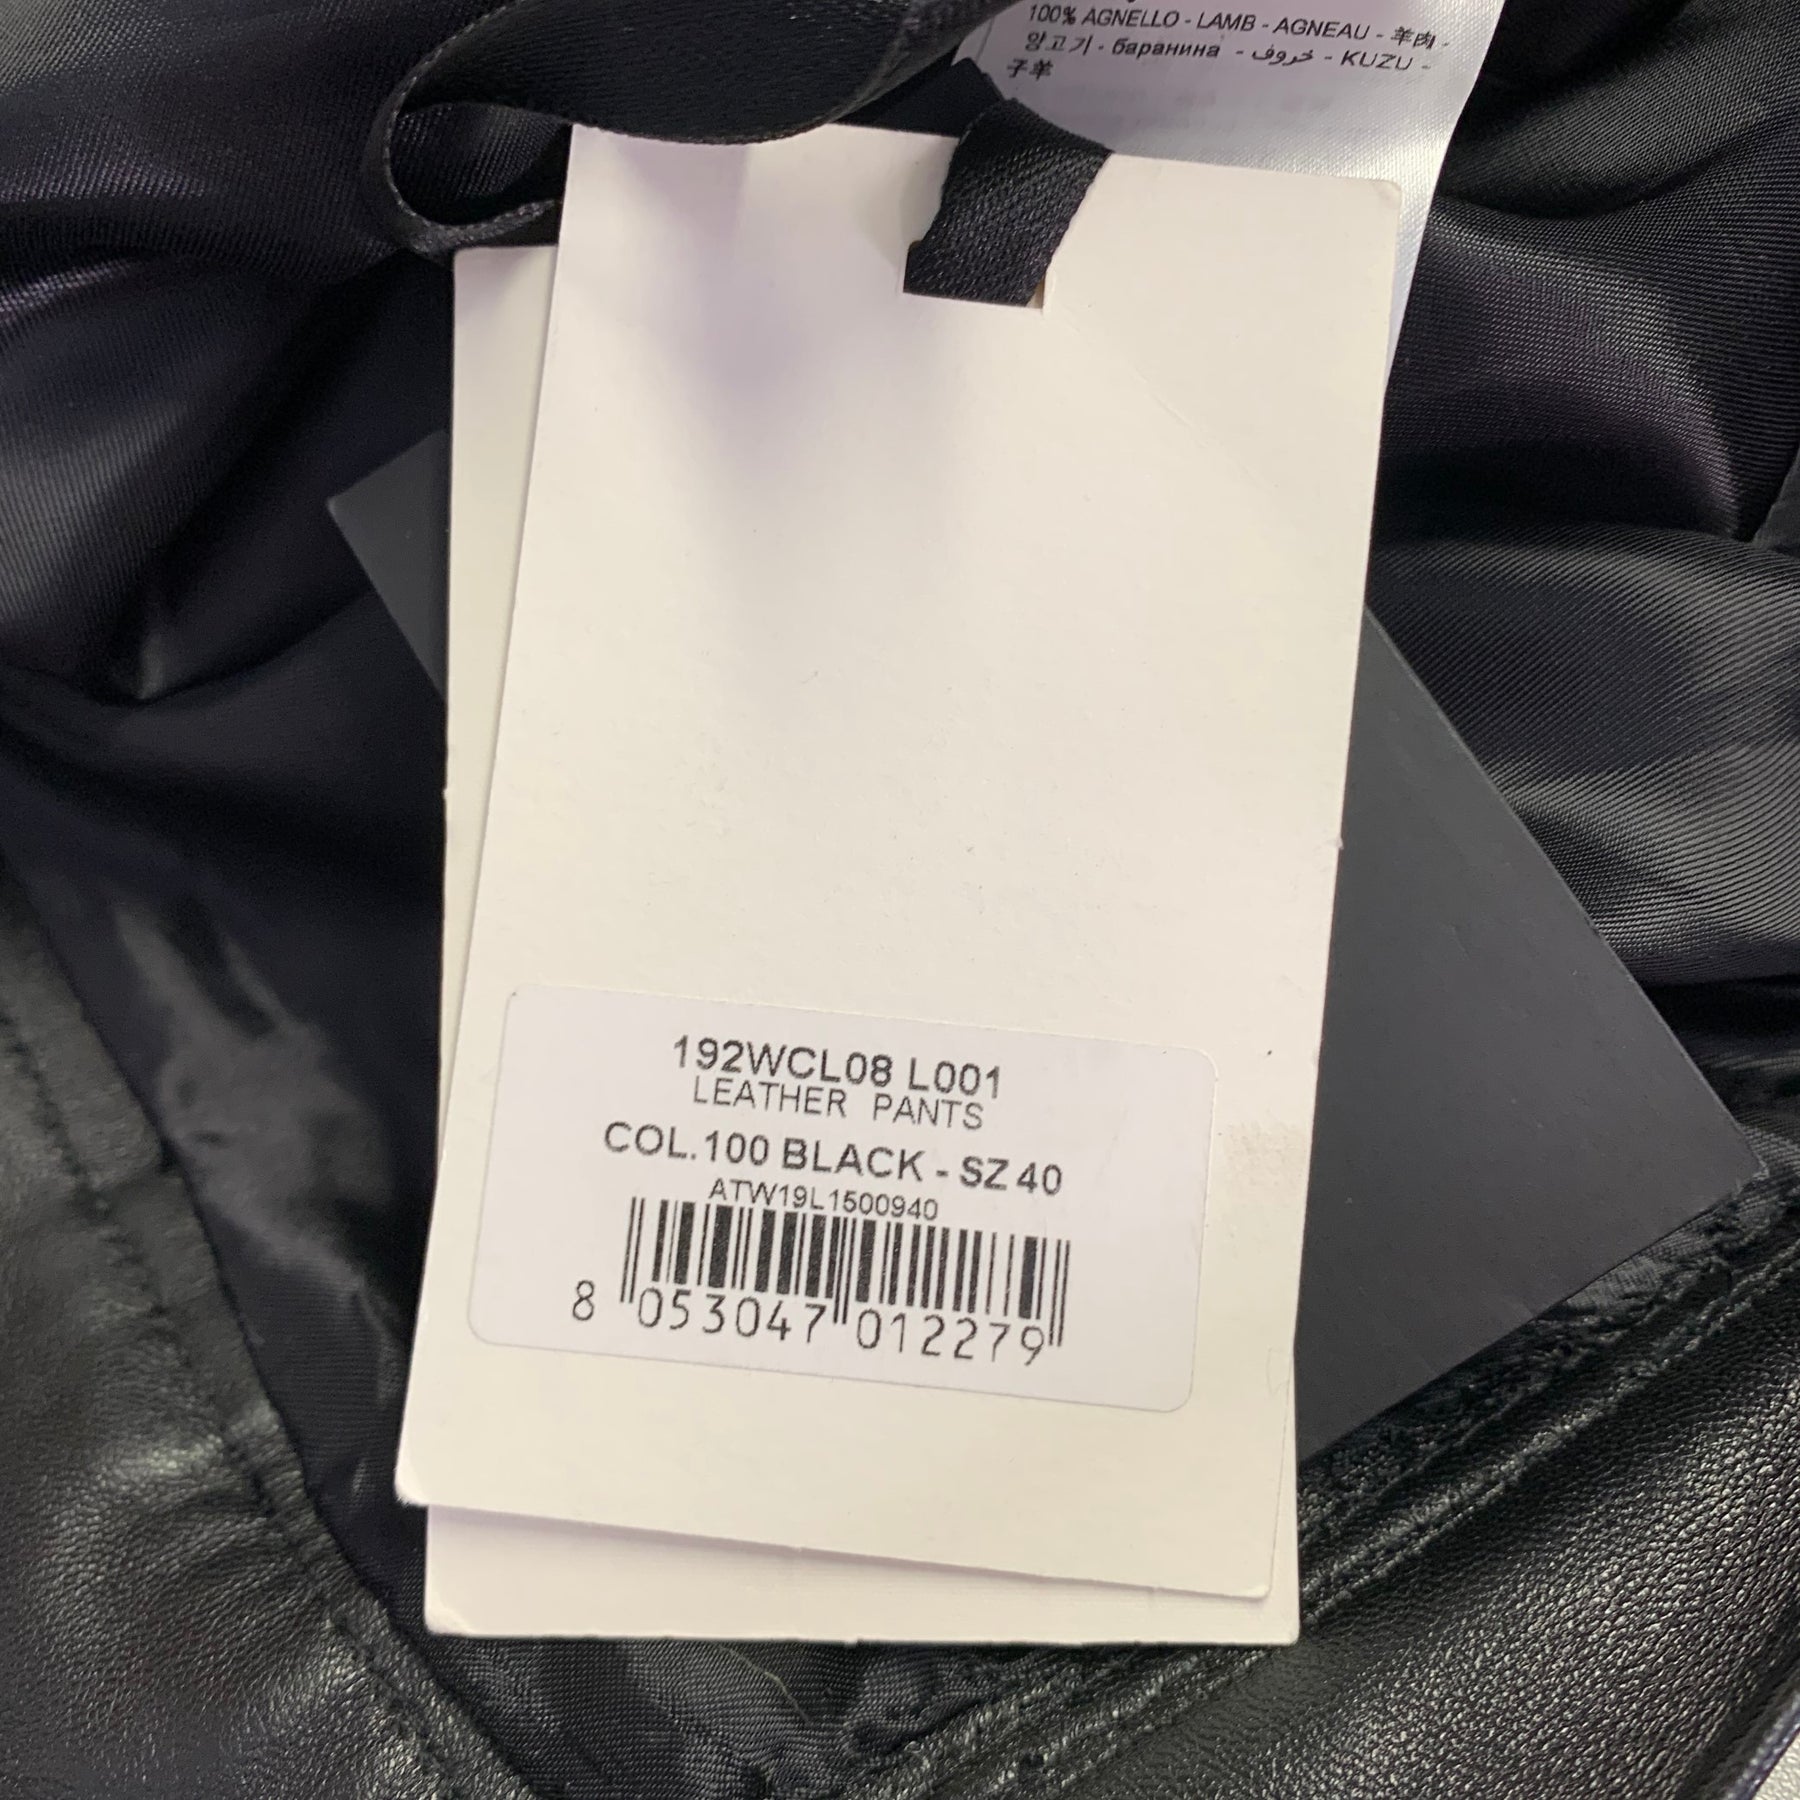 100% AGNELLO - LAMB - AGNEAU - 羊肉 -
양고기 - баранина - خروف - KUZU -
子羊
192WCL08 L001
LEATHER PANTS
COL.100 BLACK - SZ 40
ATW19L1500940
8 053047 012279